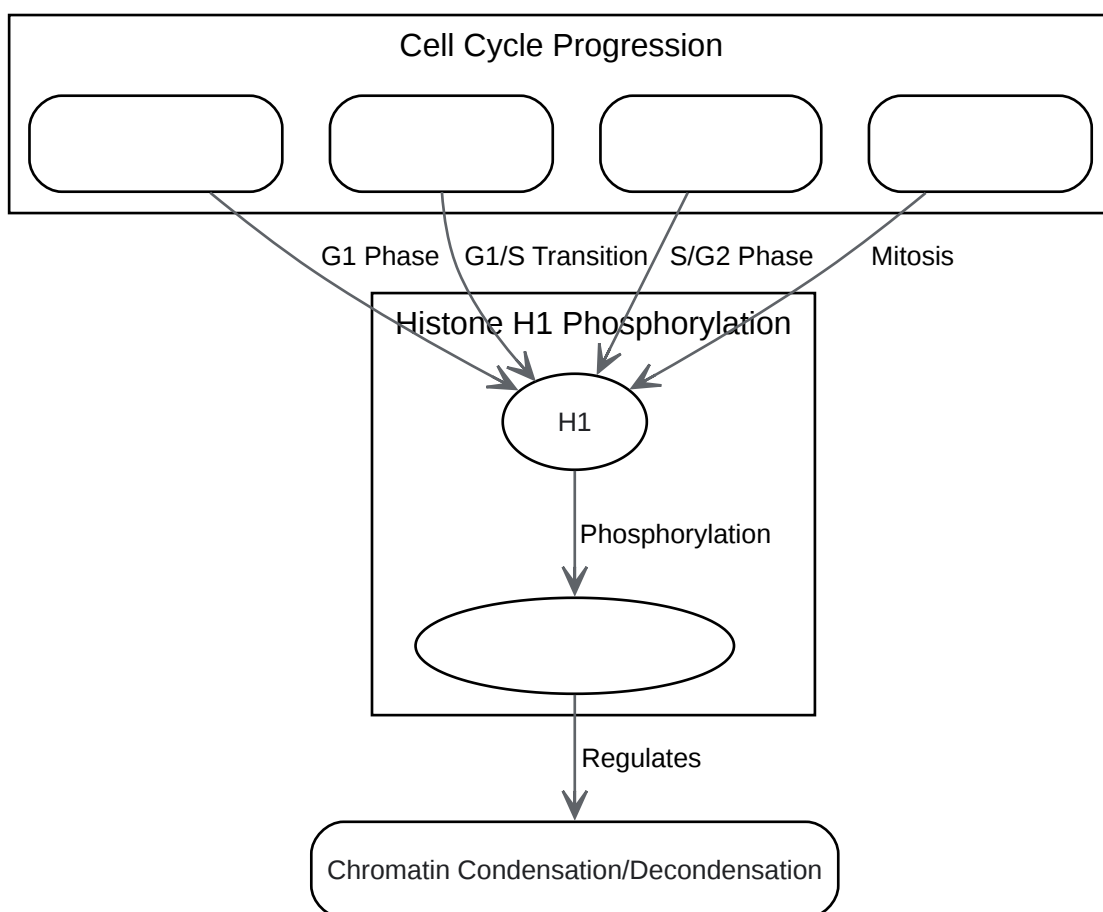 Cell Cycle Progression
G1 Phase
G1/S Transition
S/G2 Phase
Mitosis
Histone H1 Phosphorylation
H1
Phosphorylation
Regulates
Chromatin Condensation/Decondensation